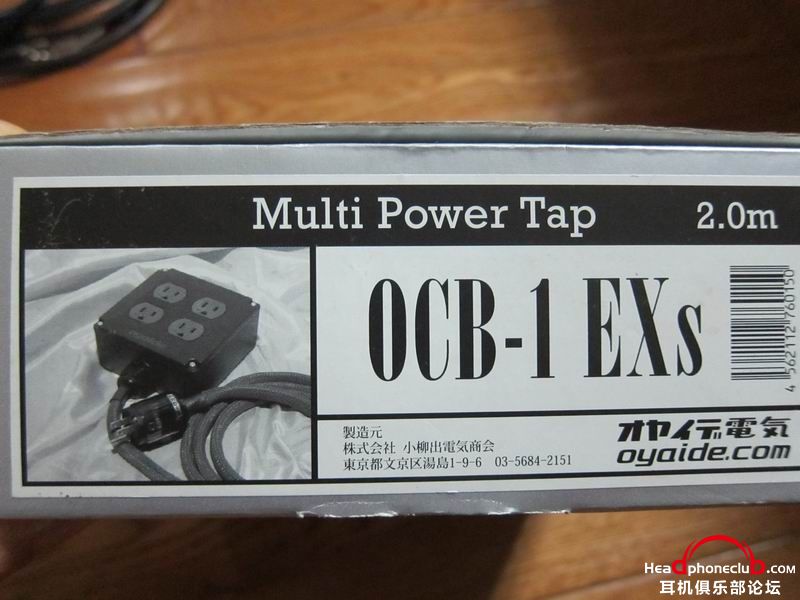 Multi Power Tap 2.0m
OCB-1 EXs
4 562112 760150
製造元
株式会社 小柳出電気商会
東京都文京区湯島1-9-6 03-5684-2151
オヤイデ電気
oyaide.com
Headphoneclub.com
耳机俱乐部论坛